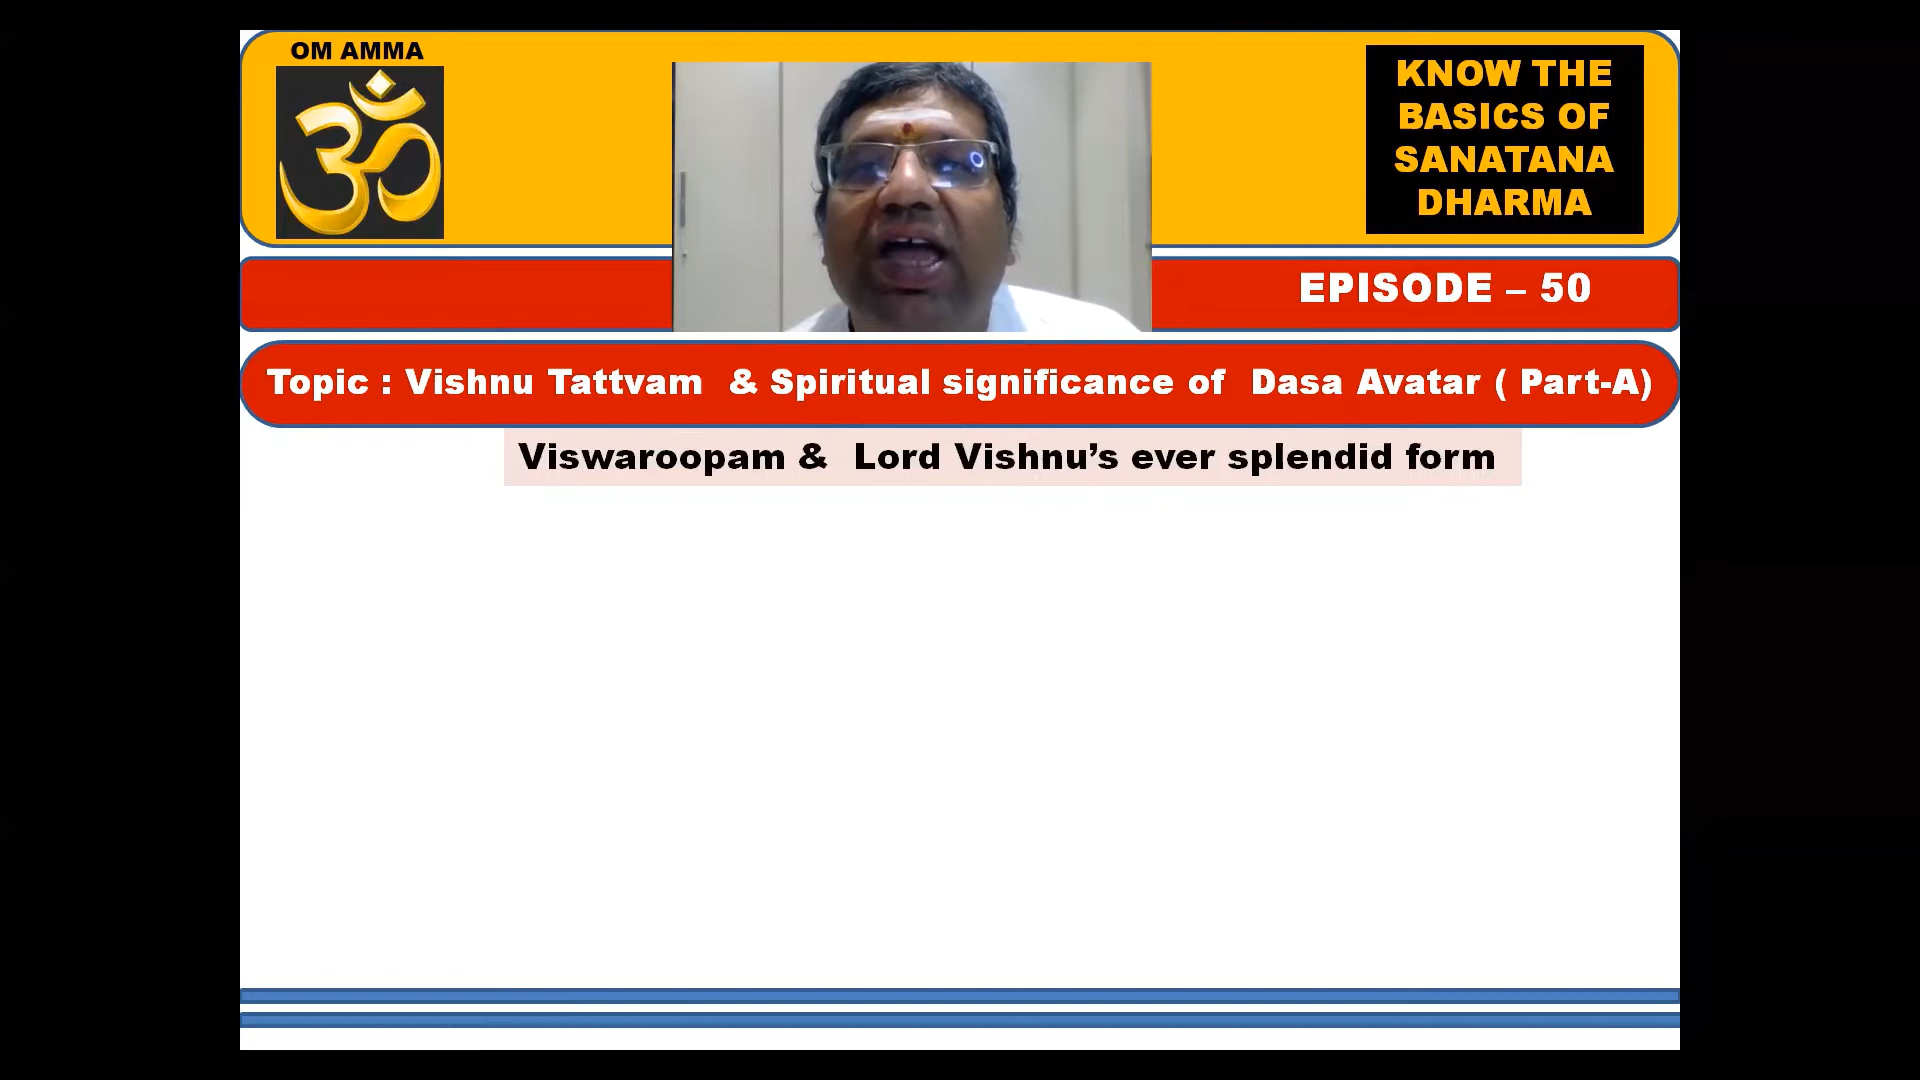 OM AMMA
ॐ
KNOW THE
BASICS OF
SANATANA
DHARMA
EPISODE – 50
Topic : Vishnu Tattvam & Spiritual significance of Dasa Avatar ( Part-A)
Viswaroopam & Lord Vishnu’s ever splendid form